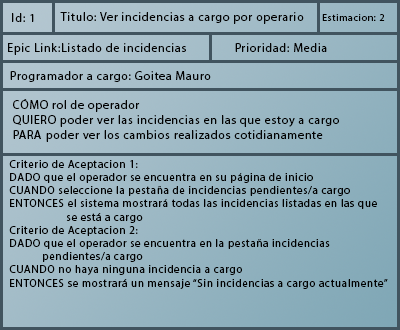 Id: 1
Titulo: Ver incidencias a cargo por operario
Estimacion: 2
Epic Link:Listado de incidencias
Prioridad: Media
Programador a cargo: Goitea Mauro
CÓMO rol de operador
QUIERO poder ver las incidencias en las que estoy a cargo
PARA poder ver los cambios realizados cotidianamente
Criterio de Aceptacion 1:
DADO que el operador se encuentra en su página de inicio
CUANDO seleccione la pestaña de incidencias pendientes/a cargo
ENTONCES el sistema mostrará todas las incidencias listadas en las que
se está a cargo
Criterio de Aceptacion 2:
DADO que el operador se encuentra en la pestaña incidencias
pendientes/a cargo
CUANDO no haya ninguna incidencia a cargo
ENTONCES se mostrará un mensaje “Sin incidencias a cargo actualmente”